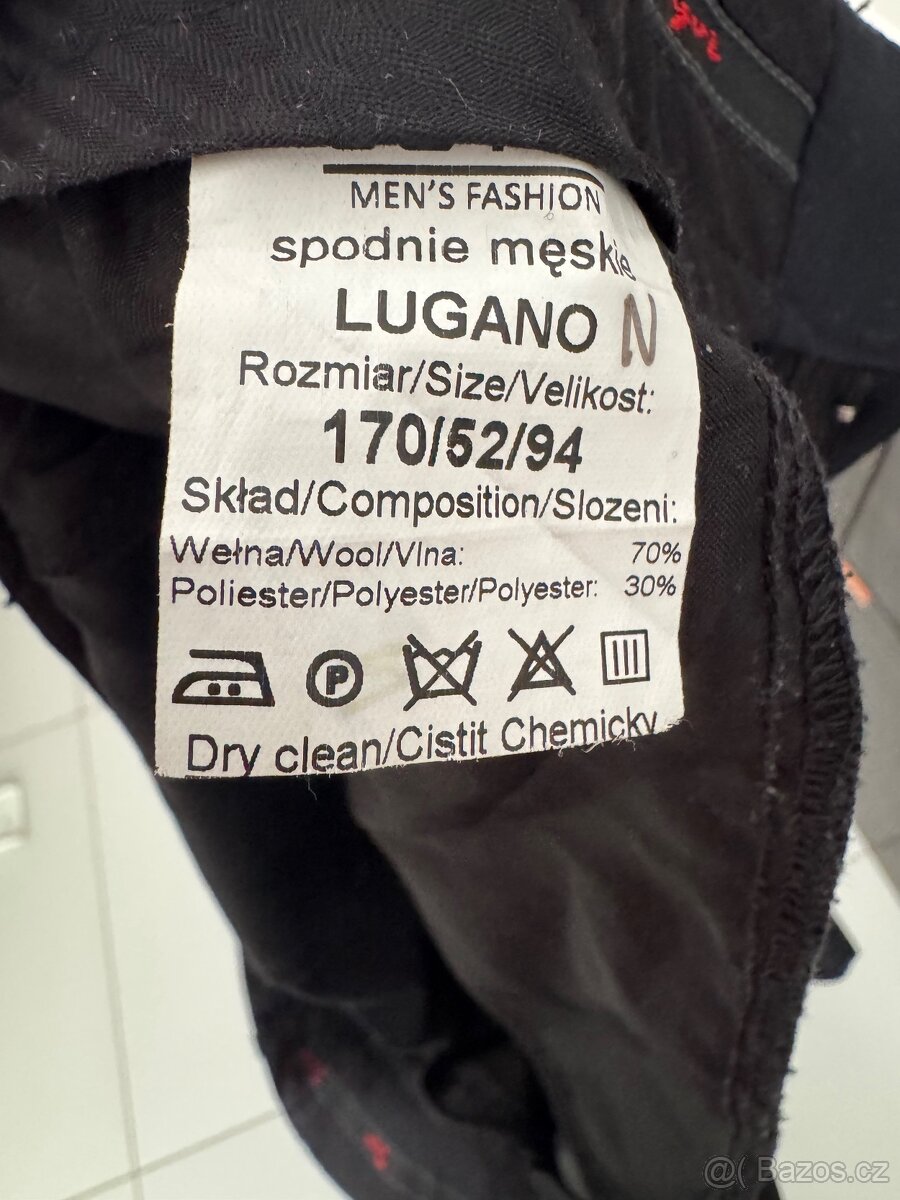 MEN'S FASHION
spodnie męskie
LUGANO N
Rozmiar/Size/Velikost:
170/52/94
Skład/Composition/Slozeni:
Wełna/Wool/Vlna: 70%
Poliester/Polyester/Polyester: 30%
P
Dry clean/Cistit Chemicky
Bazos.cz